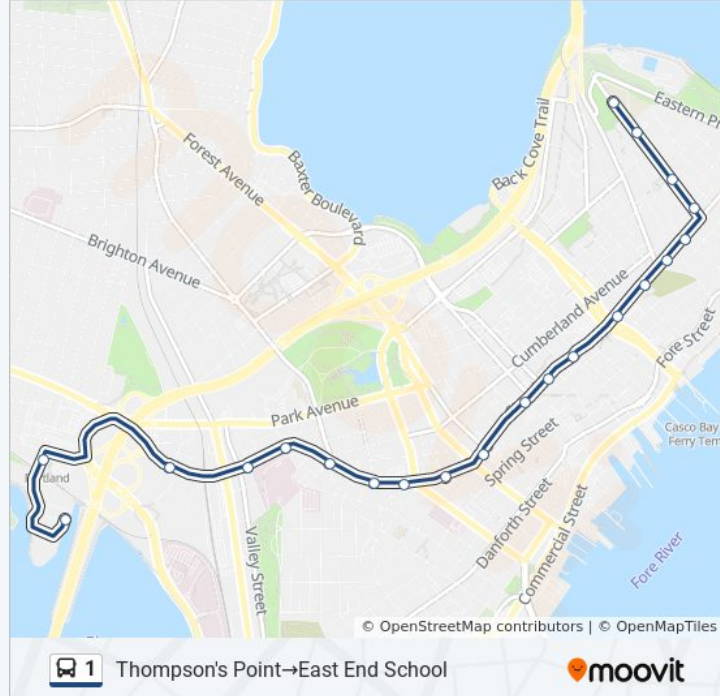 Eastern Pr
Back Cove Trail
Forest Avenue
Baxter Boulevard
Brighton Avenue
Cumberland Avenue
Fore Street
Park Avenue
Casco Bay
Ferry Term
Spring Street
Danforth Street
Commercial Street
Valley Street
Fore River
© OpenStreetMap contributors | © OpenMapTiles
1 Thompson's Point→East End School
moovit